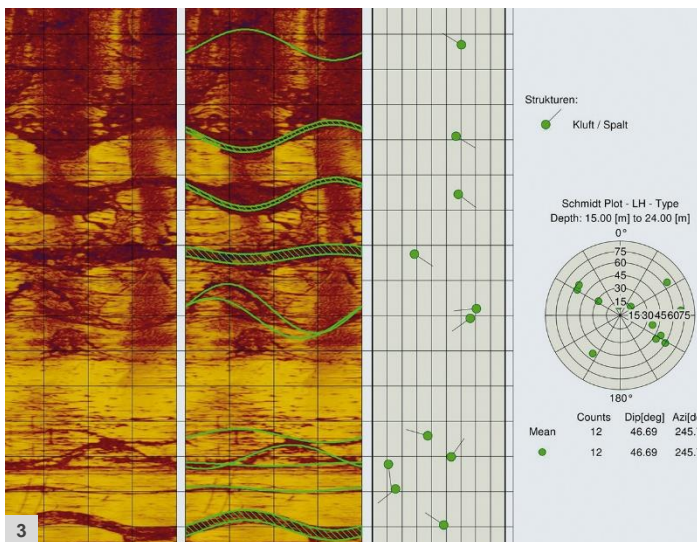 Strukturen:
Kluft / Spalt
Schmidt Plot - LH - Type
Depth: 15.00 [m] to 24.00 [m]
0°
75
60
45
30
15
15 30 45 60 75
180°
Counts Dip[deg] Azi[de
Mean 12 46.69 245.
12 46.69 245.
3